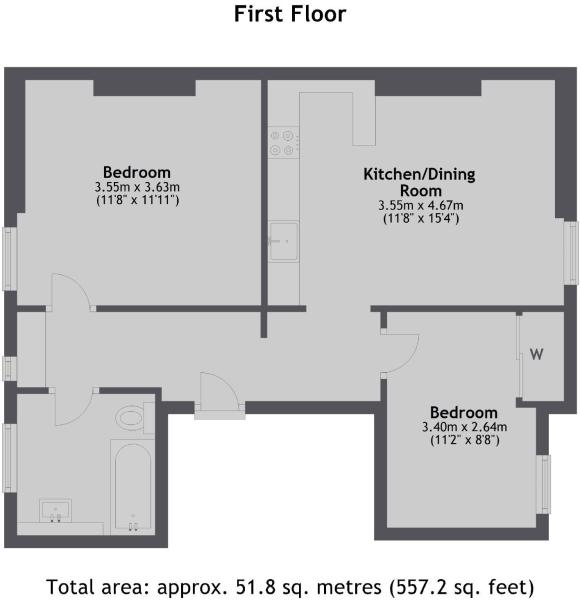 First Floor
Bedroom
3.55m x 3.63m
(11'8" x 11'11")
Kitchen/Dining
Room
3.55m x 4.67m
(11'8" x 15'4")
W
Bedroom
3.40m x 2.64m
(11'2" x 8'8")
Total area: approx. 51.8 sq. metres (557.2 sq. feet)